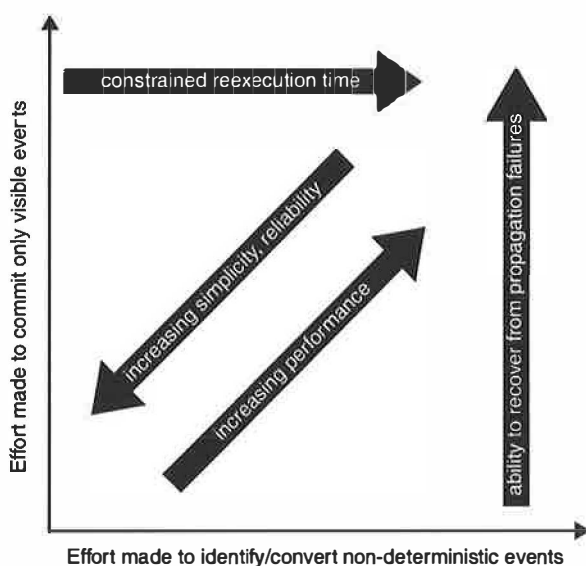 constrained reexecution time
increasing simplicity, reliability
increasing performance
ability to recover from propagation failures
Effort made to commit only visible everts
Effort made to identify/convert non-deterministic events